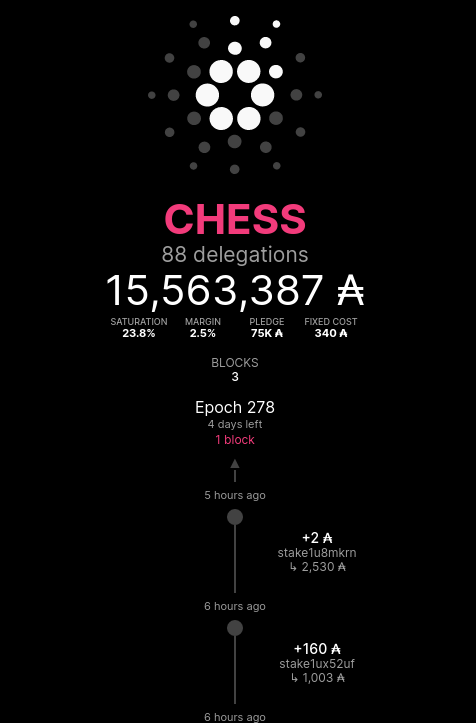 CHESS
88 delegations
15,563,387 ₳
SATURATION MARGIN PLEDGE FIXED COST
23.8% 2.5% 75K ₳ 340 ₳
BLOCKS
3
Epoch 278
4 days left
1 block
5 hours ago
+2 ₳
stake1u8mkrn
↳ 2,530 ₳
6 hours ago
+160 ₳
stake1ux52uf
↳ 1,003 ₳
6 hours ago